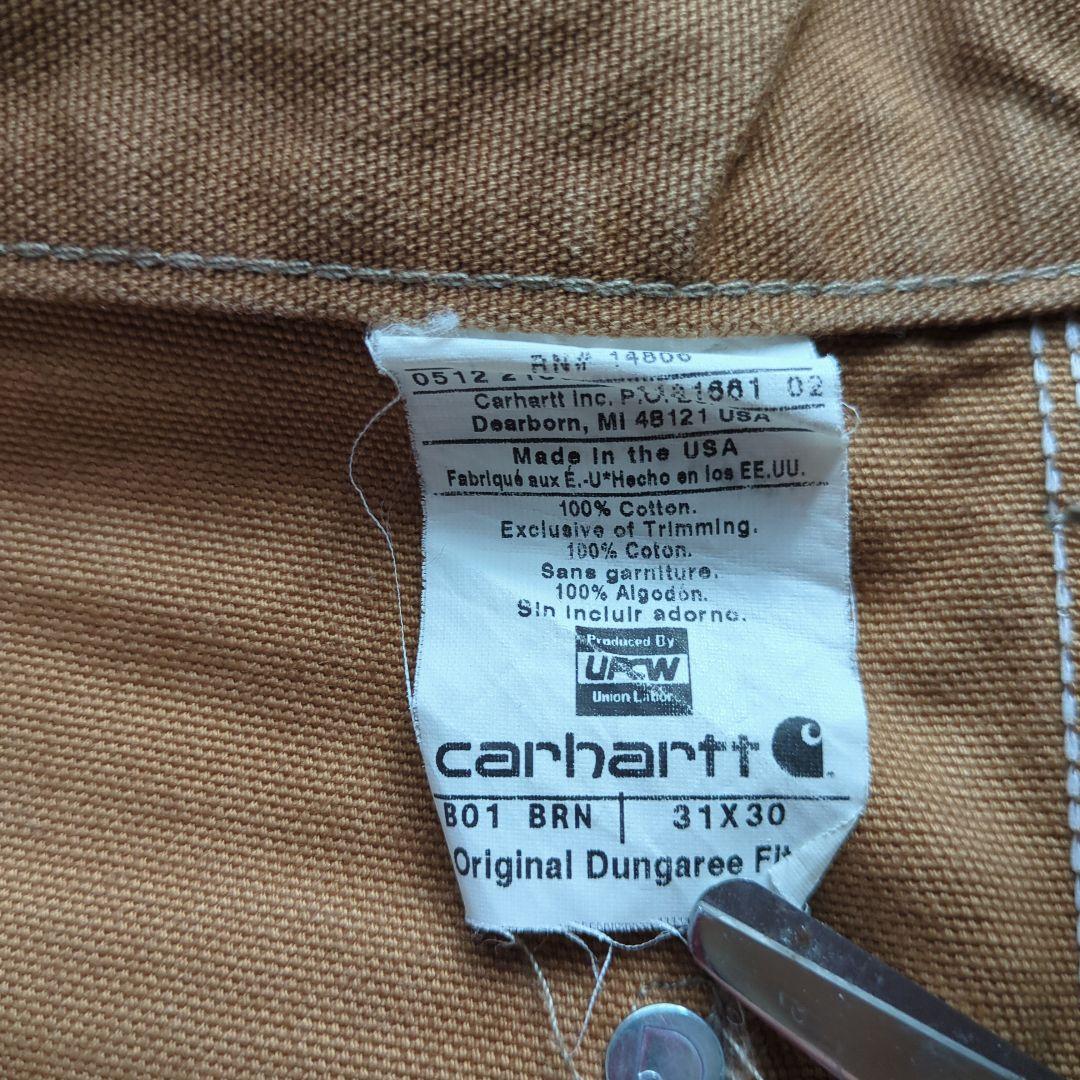 RN# 14806
0512
Carhartt Inc. P.O.
02
Dearborn, MI 48121 USA
Made in the USA
Fabriqué aux É.-U*Hecho en los EE.UU.
100% Cotton.
Exclusive of Trimming.
100% Coton.
Sans garniture.
100% Algodón.
Sin incluir adorno.
Produced By
UFCW
Union Labor
carhartt
B01 BRN 31X30
Original Dungaree Fit